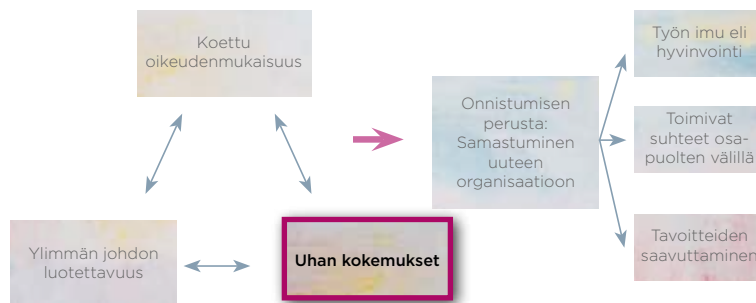 Koettu
oikeudenmukaisuus
Ylimmän johdon
luotettavuus
Uhan kokemukset
Onnistumisen
perusta:
Samastuminen
uuteen
organisaatioon
Työn imu eli
hyvinvointi
Toimivat
suhteet osa-
puolten välillä
Tavoitteiden
saavuttaminen